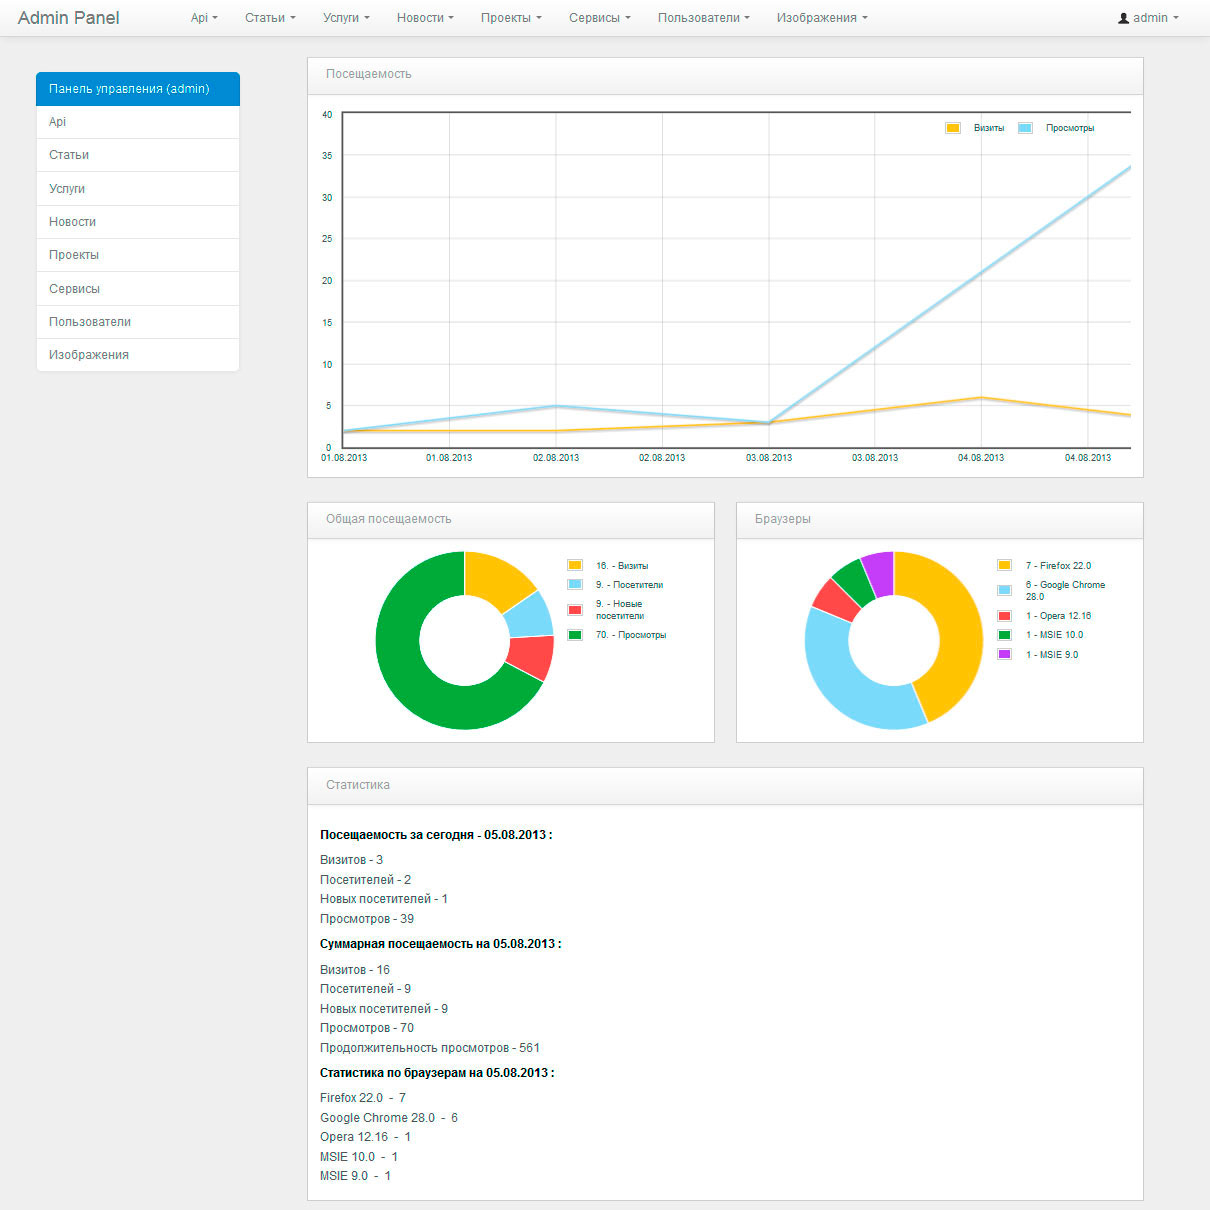 Admin Panel
Api
Статьи
Услуги
Новости
Проекты
Сервисы
Пользователи
Изображения
admin
Панель управления (admin)
Api
Статьи
Услуги
Новости
Проекты
Сервисы
Пользователи
Изображения
Посещаемость
40
35
30
25
20
15
10
5
0
Визиты
Просмотры
01.08.2013
01.08.2013
02.08.2013
02.08.2013
03.08.2013
03.08.2013
04.08.2013
04.08.2013
Общая посещаемость
16. - Визиты
9. - Посетители
9. - Новые
посетители
70. - Просмотры
Браузеры
7 - Firefox 22.0
6 - Google Chrome
28.0
1 - Opera 12.16
1 - MSIE 10.0
1 - MSIE 9.0
Статистика
Посещаемость за сегодня - 05.08.2013 :
Визитов - 3
Посетителей - 2
Новых посетителей - 1
Просмотров - 39
Суммарная посещаемость на 05.08.2013 :
Визитов - 16
Посетителей - 9
Новых посетителей - 9
Просмотров - 70
Продолжительность просмотров - 561
Статистика по браузерам на 05.08.2013 :
Firefox 22.0 - 7
Google Chrome 28.0 - 6
Opera 12.16 - 1
MSIE 10.0 - 1
MSIE 9.0 - 1